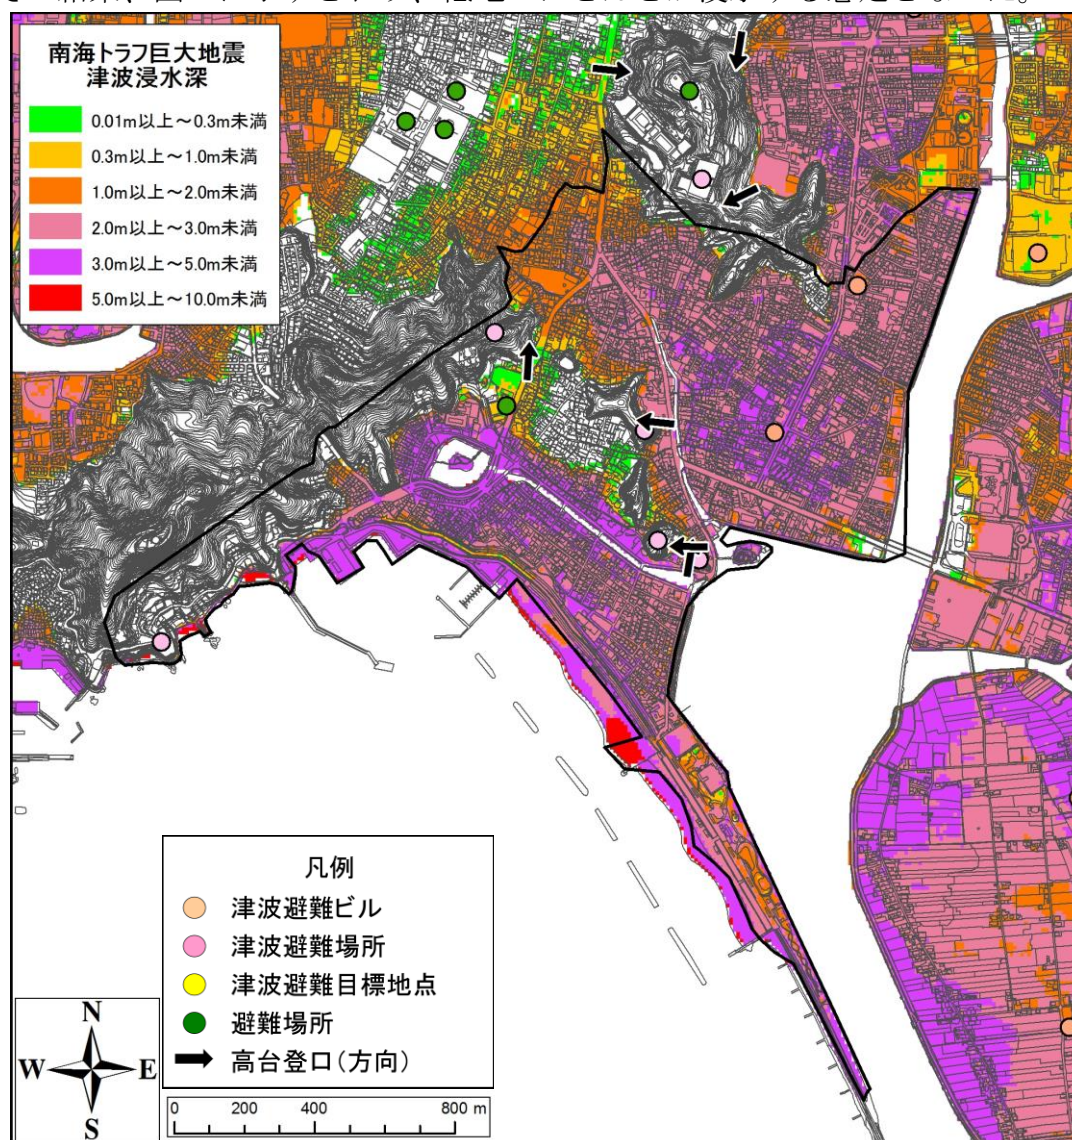 南海トラフ巨大地震
津波浸水深
0.01m以上～0.3m未満
0.3m以上～1.0m未満
1.0m以上～2.0m未満
2.0m以上～3.0m未満
3.0m以上～5.0m未満
5.0m以上～10.0m未満
凡例
津波避難ビル
津波避難場所
津波避難目標地点
避難場所
高台登口(方向)
N
W
E
S
0
200
400
800 m